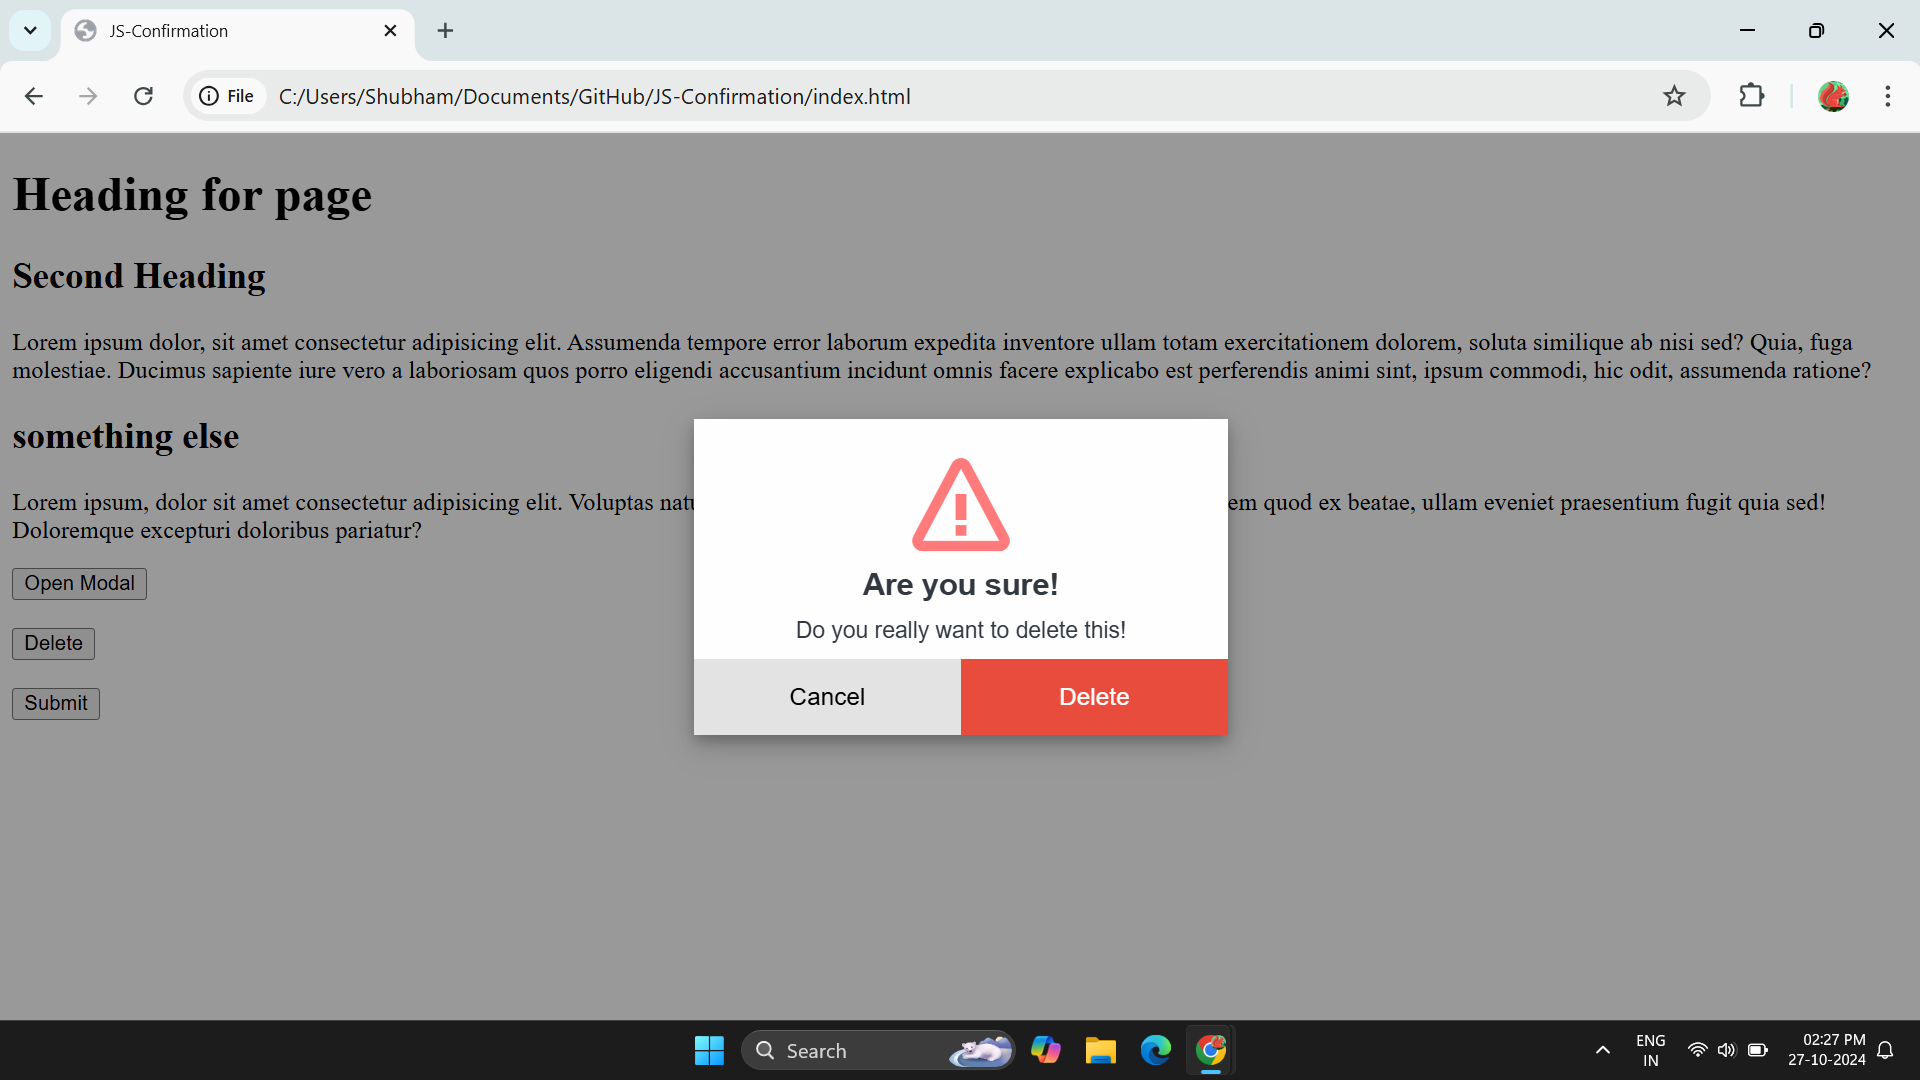 JS-Confirmation
File
C:/Users/Shubham/Documents/GitHub/JS-Confirmation/index.html
Heading for page
Second Heading
Lorem ipsum dolor, sit amet consectetur adipisicing elit. Assumenda tempore error laborum expedita inventore ullam totam exercitationem dolorem, soluta similique ab nisi sed? Quia, fuga
molestiae. Ducimus sapiente iure vero a laboriosam quos porro eligendi accusantium incidunt omnis facere explicabo est perferendis animi sint, ipsum commodi, hic odit, assumenda ratione?
something else
Lorem ipsum, dolor sit amet consectetur adipisicing elit. Voluptas quod ex beatae, ullam eveniet praesentium fugit quia sed!
Doloremque excepturi doloribus pariatur?
Open Modal
Delete
Submit
Are you sure!
Do you really want to delete this!
Cancel
Delete
Search
ENG
IN
02:27 PM
27-10-2024